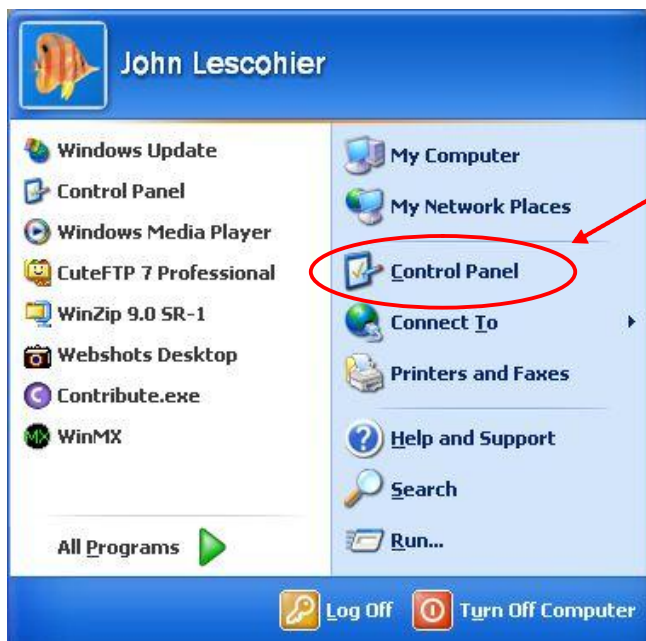 John Lescohier
Windows Update
Control Panel
Windows Media Player
CuteFTP 7 Professional
WinZip 9.0 SR-1
Webshots Desktop
Contribute.exe
WinMX
All Programs
My Computer
My Network Places
Control Panel
Connect To
Printers and Faxes
Help and Support
Search
Run...
Log Off
Turn Off Computer